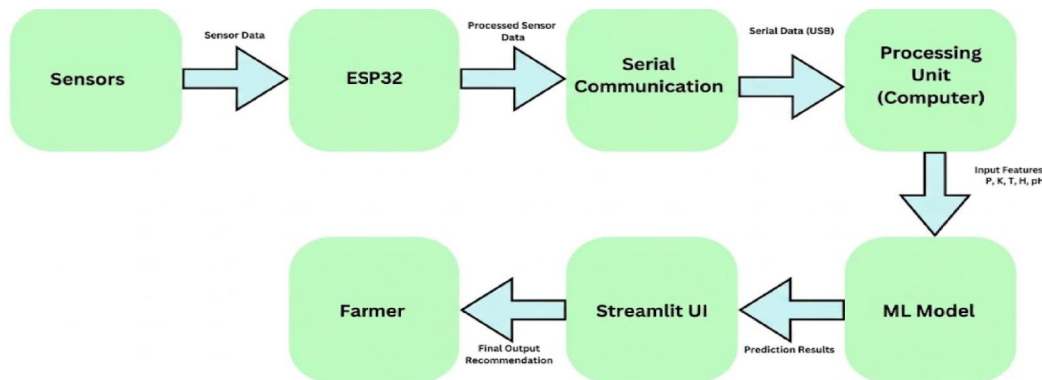 Sensors
Sensor Data
ESP32
Processed Sensor
Data
Serial
Communication
Serial Data (USB)
Processing
Unit
(Computer)
Input Features
P, K, T, H, pH
ML Model
Prediction Results
Streamlit UI
Final Output
Recommendation
Farmer